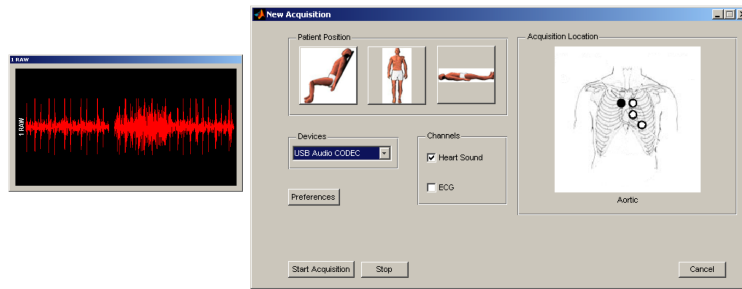 1 RAW
1 RAW
New Acquisition
Patient Position
Acquisition Location
Devices
USB Audio CODEC
Channels
Heart Sound
ECG
Preferences
Aortic
Start Acquisition
Stop
Cancel